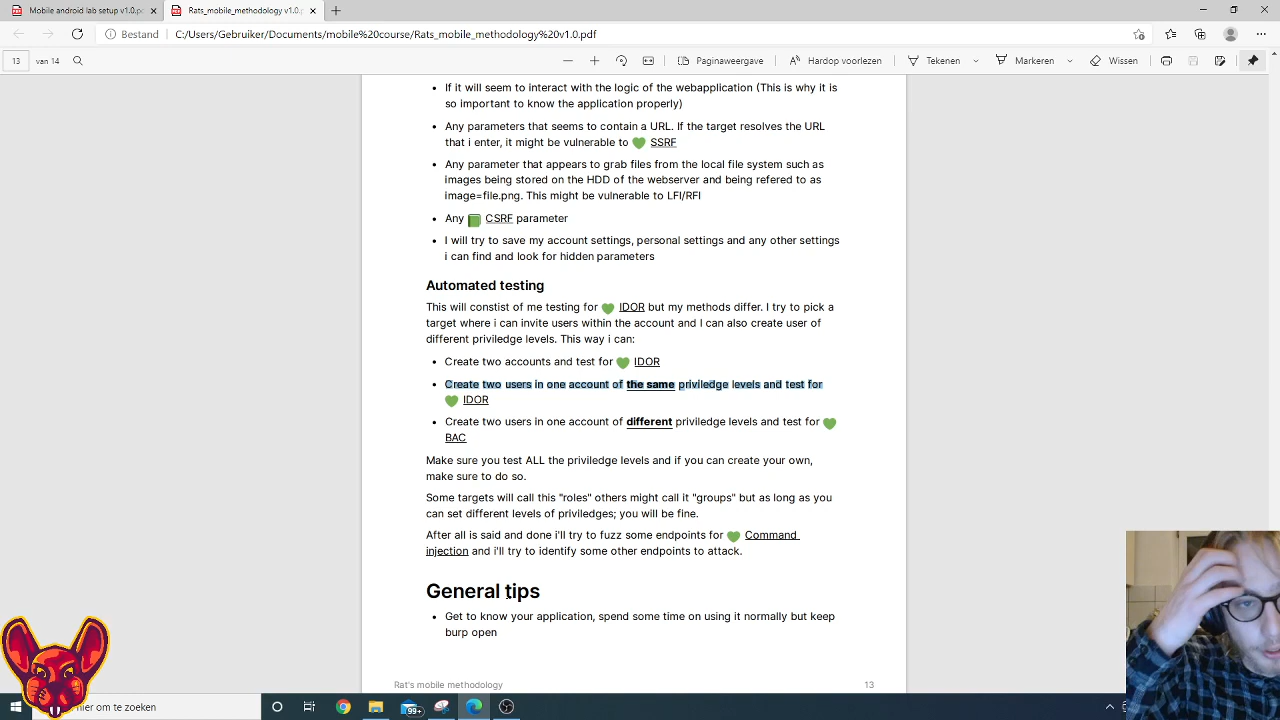 Mobile android lab setup v1.0.pc
Rats_mobile_methodology v1.0.p
Bestand
C:/Users/Gebruiker/Documents/mobile%20course/Rats_mobile_methodology%20v1.0.pdf
13 van 14
Paginaweergave
Hardop voorlezen
Tekenen
Markeren
Wissen
• If it will seem to interact with the logic of the webapplication (This is why it is
so important to know the application properly)
• Any parameters that seems to contain a URL. If the target resolves the URL
that i enter, it might be vulnerable to 💚 SSRF
• Any parameter that appears to grab files from the local file system such as
images being stored on the HDD of the webserver and being refered to as
image=file.png. This might be vulnerable to LFI/RFI
• Any 📗 CSRF parameter
• I will try to save my account settings, personal settings and any other settings
i can find and look for hidden parameters
Automated testing
This will constist of me testing for 💚 IDOR but my methods differ. I try to pick a
target where i can invite users within the account and I can also create user of
different priviledge levels. This way i can:
• Create two accounts and test for 💚 IDOR
• Create two users in one account of the same priviledge levels and test for
💚 IDOR
• Create two users in one account of different priviledge levels and test for 💚
BAC
Make sure you test ALL the priviledge levels and if you can create your own,
make sure to do so.
Some targets will call this "roles" others might call it "groups" but as long as you
can set different levels of priviledges; you will be fine.
After all is said and done i'll try to fuzz some endpoints for 💚 Command
injection and i'll try to identify some other endpoints to attack.
General tips
• Get to know your application, spend some time on using it normally but keep
burp open
Rat's mobile methodology 13
hier om te zoeken
99+